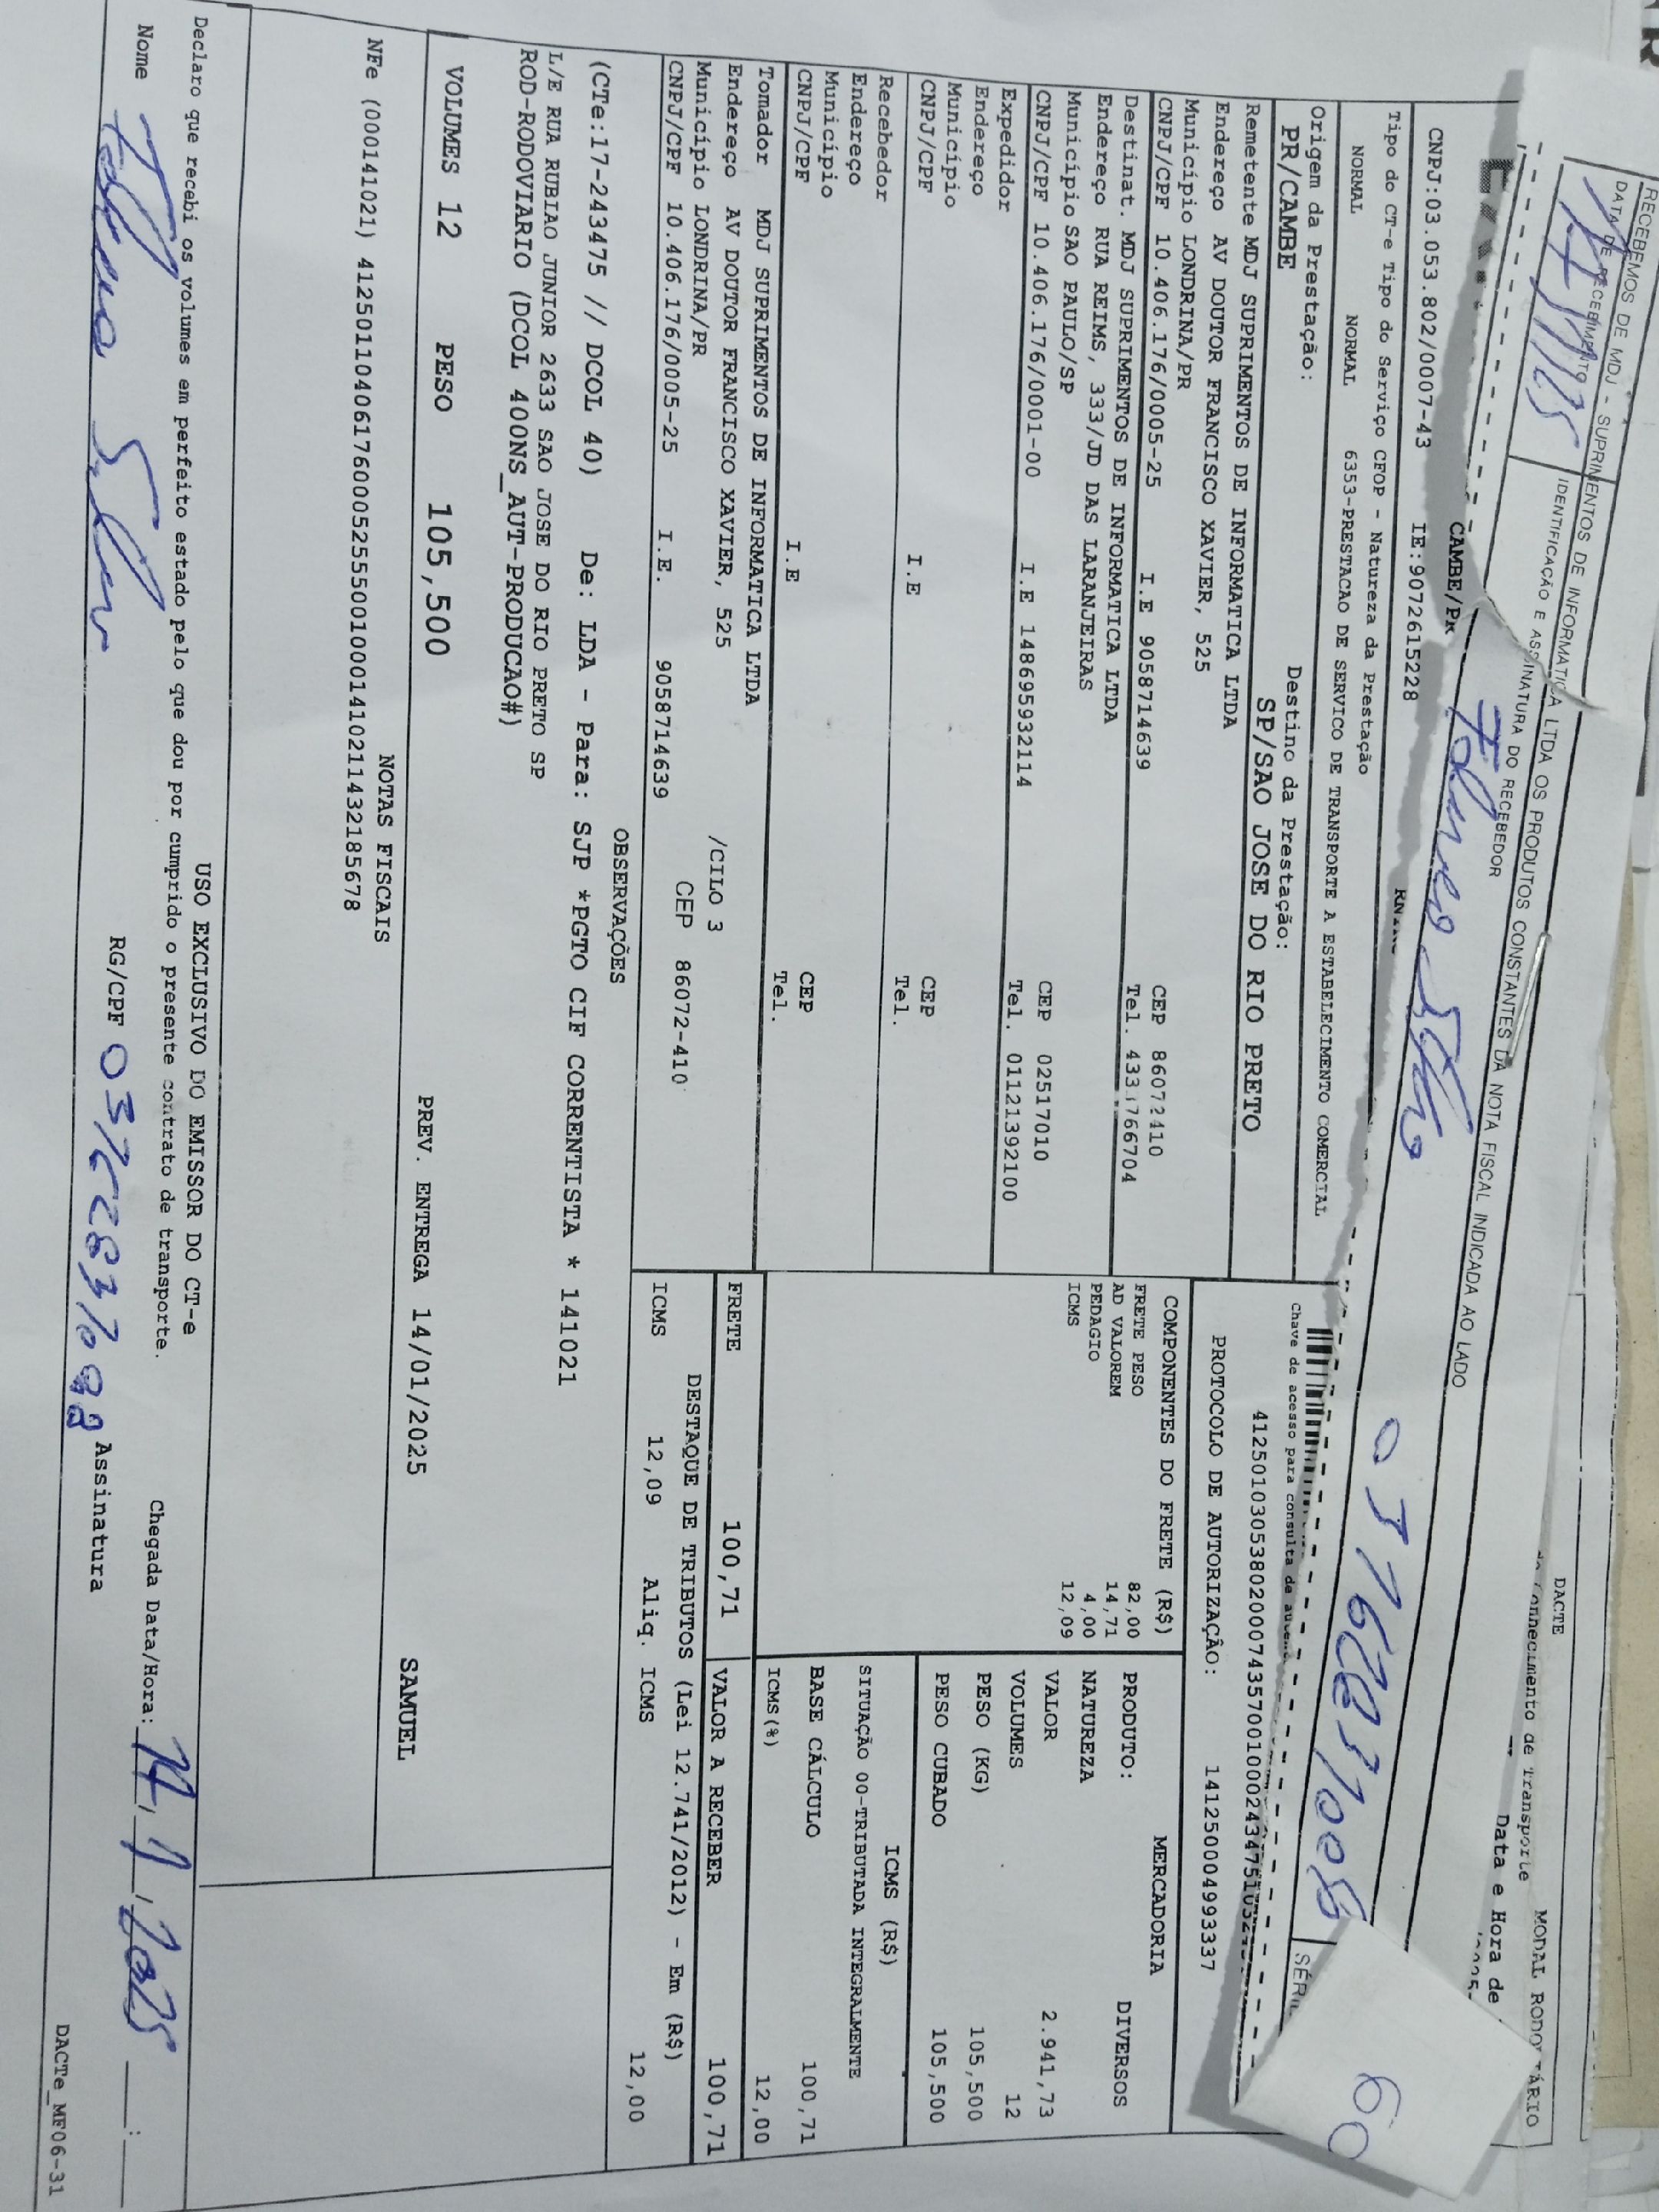 RECEBEMOS DE MDJ - SUPRIMENTOS DE INFORMATICA LTDA OS PRODUTOS CONSTANTES DA NOTA FISCAL INDICADA AO LADO
DATA DE RECEBIMENTO
IDENTIFICAÇÃO E ASSINATURA DO RECEBEDOR
DACTE
Conhecimento de Transporte
MODAL RODOVIÁRIO
Data e Hora de
SÉRIE
60
CAMBE/PR
CNPJ:03.053.802/0007-43 IE:9072615228
Tipo do CT-e Tipo do Serviço CFOP - Natureza da Prestação
NORMAL NORMAL 6353-PRESTACAO DE SERVICO DE TRANSPORTE A ESTABELECIMENTO COMERCIAL
Chave de acesso para consulta de
Origem da Prestação: Destino da Prestação:
PR/CAMBE SP/SAO JOSE DO RIO PRETO
PROTOCOLO DE AUTORIZAÇÃO: 141250004993337
Remetente MDJ SUPRIMENTOS DE INFORMATICA LTDA
Endereço AV DOUTOR FRANCISCO XAVIER, 525
Município LONDRINA/PR CEP 86072410
CNPJ/CPF 10.406.176/0005-25 I.E 9058714639 Tel.
Destinat. MDJ SUPRIMENTOS DE INFORMATICA LTDA
Endereço RUA REIMS, 333/JD DAS LARANJEIRAS
Município SAO PAULO/SP CEP 02517010
CNPJ/CPF 10.406.176/0001-00 I.E 148695932114 Tel. 01121392100
Expedidor
Endereço
Município CEP
CNPJ/CPF I.E Tel.
Recebedor
Endereço
Município CEP
CNPJ/CPF I.E Tel.
Tomador MDJ SUPRIMENTOS DE INFORMATICA LTDA
Endereço AV DOUTOR FRANCISCO XAVIER, 525 /CILO 3
Município LONDRINA/PR CEP 86072-410
CNPJ/CPF 10.406.176/0005-25 I.E. 9058714639
COMPONENTES DO FRETE (R$)
FRETE PESO 82,00
AD VALOREM 14,71
PEDAGIO 4,00
ICMS 12,09
MERCADORIA
PRODUTO: DIVERSOS
NATUREZA
VALOR 2.941,73
VOLUMES 12
PESO (KG) 105,500
PESO CUBADO 105,500
ICMS (R$)
SITUAÇÃO 00-TRIBUTADA INTEGRALMENTE
BASE CÁLCULO 100,71
ICMS(%) 12,00
FRETE 100,71 VALOR A RECEBER 100,71
DESTAQUE DE TRIBUTOS (Lei 12.741/2012) - Em (R$)
ICMS 12,09 Aliq. ICMS 12,00
OBSERVAÇÕES
(CTe:17-243475 // DCOL 40) De: LDA - Para: SJP *PGTO CIF CORRENTISTA * 141021
L/E RUA RUBIAO JUNIOR 2633 SAO JOSE DO RIO PRETO SP
ROD-RODOVIARIO (DCOL 400NS_AUT-PRODUCAO#)
VOLUMES 12 PESO 105,500 PREV. ENTREGA 14/01/2025 SAMUEL
NOTAS FISCAIS
NFe (000141021) 41250110406176000525550010001410211432185678
USO EXCLUSIVO DO EMISSOR DO CT-e
Declaro que recebi os volumes em perfeito estado pelo que dou por cumprido o presente contrato de transporte.
Nome RG/CPF Assinatura Chegada Data/Hora: 14/1/2025
DACTe_MF06-31